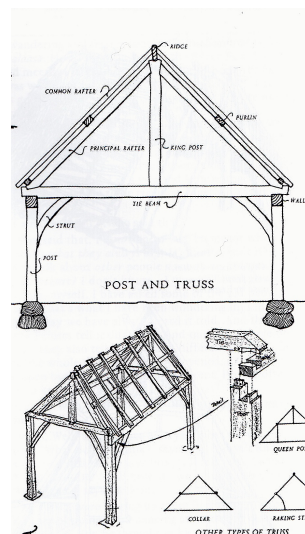 RIDGE
COMMON RAFTER
PURLIN
PRINCIPAL RAFTER
KING POST
TIE BEAM
WALL
STRUT
POST
POST AND TRUSS
QUEEN PO
COLLAR
RAKING ST
OTHER TYPES OF TRUSS